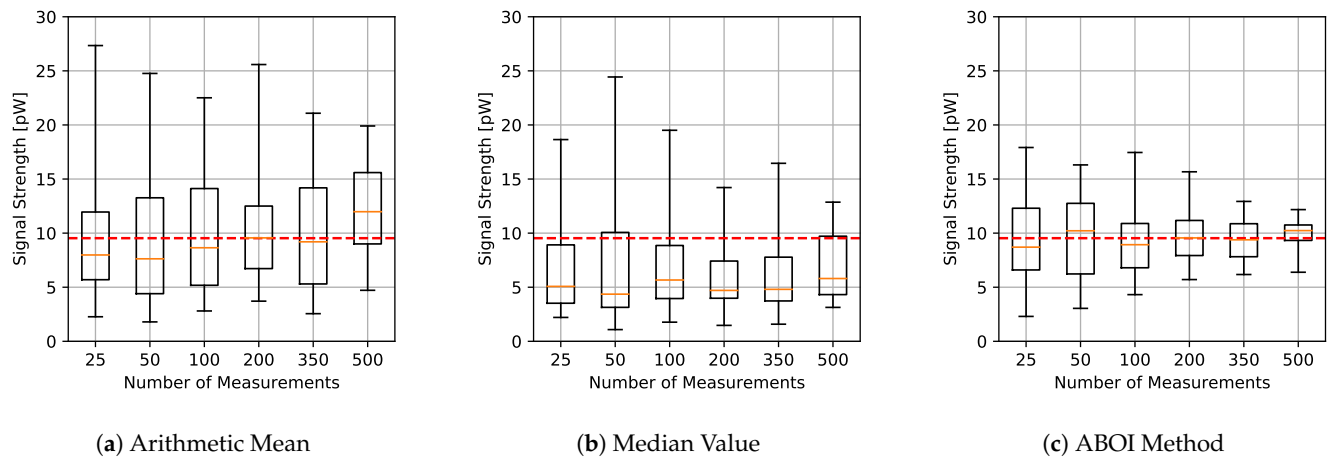 30
25
20
15
10
5
0
Signal Strength [pW]
25 50 100 200 350 500
Number of Measurements
(a) Arithmetic Mean
30
25
20
15
10
5
0
Signal Strength [pW]
25 50 100 200 350 500
Number of Measurements
(b) Median Value
30
25
20
15
10
5
0
Signal Strength [pW]
25 50 100 200 350 500
Number of Measurements
(c) ABOI Method